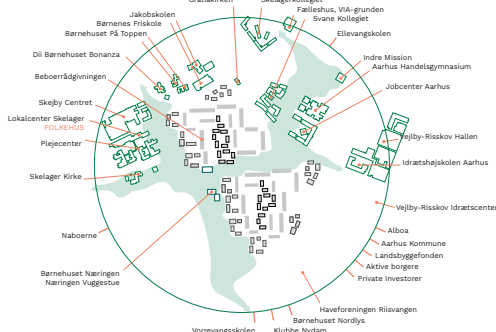 Granakirken
Skelagerkollegiet
Jakobskolen
Børnenes Friskole
Børnehuset På Toppen
Dii Børnehuset Bonanza
Beboerrådgivningen
Skejby Centret
Lokalcenter Skelager
FOLKEHUS
Plejecenter
Skelager Kirke
Naboerne
Børnehuset Næringen
Næringen Vuggestue
Fælleshus, VIA-grunden
Svane Kollegiet
Ellevangskolen
Indre Mission
Aarhus Handelsgymnasium
Jobcenter Aarhus
Vejlby-Risskov Hallen
Idrætshøjskolen Aarhus
Vejlby-Risskov Idrætscenter
Alboa
Aarhus Kommune
Landsbyggefonden
Aktive borgere
Private Investorer
Haveforeningen Riisvangen
Børnehuset Nordlys
Klubbe Nydam
Vorrevangsskolen